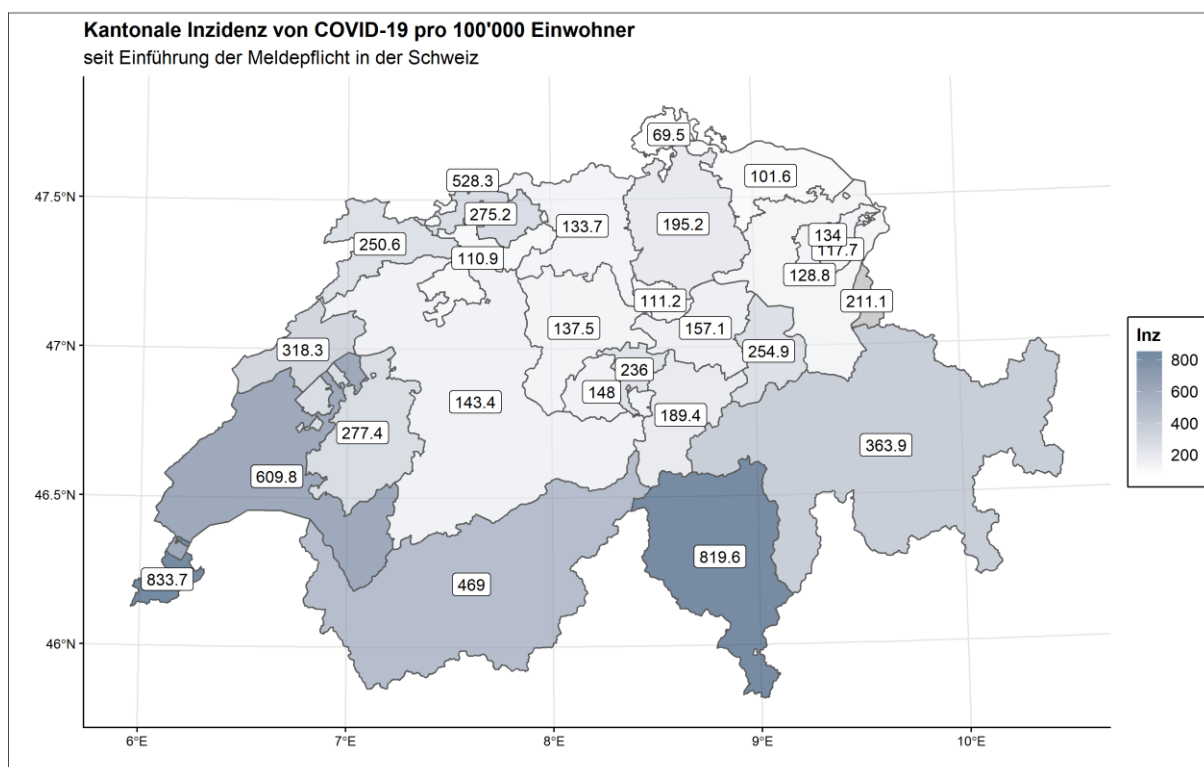 Kantonale Inzidenz von COVID-19 pro 100'000 Einwohner
seit Einführung der Meldepflicht in der Schweiz
69.5
101.6
528.3
275.2
133.7
195.2
134
117.7
250.6
110.9
128.8
111.2
211.1
137.5
157.1
318.3
254.9
236
148
143.4
189.4
277.4
363.9
609.8
819.6
833.7
469
47.5°N
47°N
46.5°N
46°N
6°E
7°E
8°E
9°E
10°E
Inz
800
600
400
200